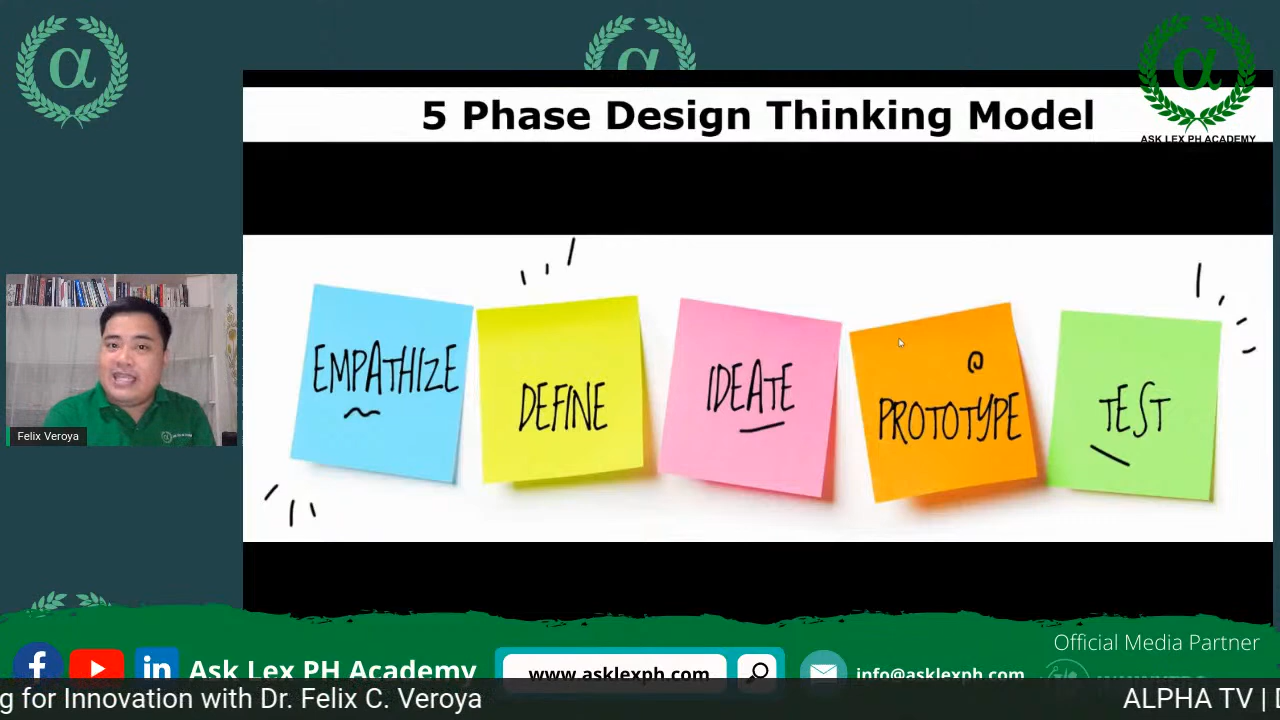 α
α
α
5 Phase Design Thinking Model
ASK LEX PH ACADEMY
EMPATHIZE
DEFINE
IDEATE
PROTOTYPE
TEST
Felix Veroya
Official Media Partner
Ask Lex PH Academy
www.asklexph.com
info@asklexph.com
g for Innovation with Dr. Felix C. Veroya
ALPHA TV | D